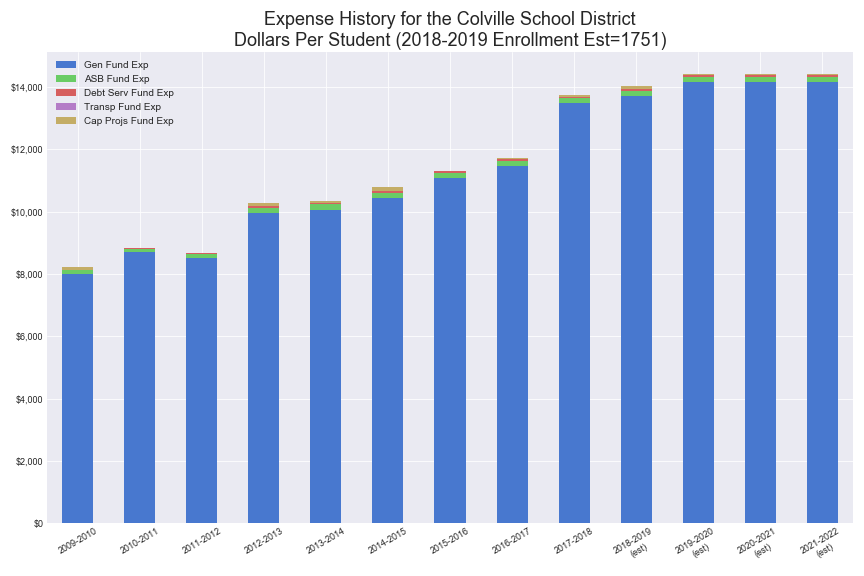 Expense History for the Colville School District
Dollars Per Student (2018-2019 Enrollment Est=1751)
Gen Fund Exp
ASB Fund Exp
Debt Serv Fund Exp
Transp Fund Exp
Cap Projs Fund Exp
$14,000
$12,000
$10,000
$8,000
$6,000
$4,000
$2,000
$0
2009-2010
2010-2011
2011-2012
2012-2013
2013-2014
2014-2015
2015-2016
2016-2017
2017-2018
2018-2019
(est)
2019-2020
(est)
2020-2021
(est)
2021-2022
(est)